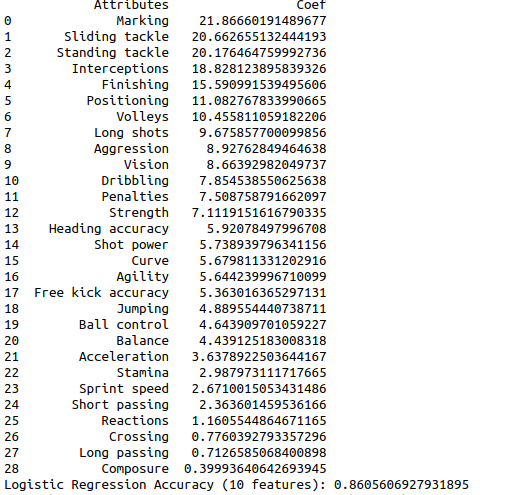 Attributes Coef
0 Marking 21.86660191489677
1 Sliding tackle 20.662655132444193
2 Standing tackle 20.176464759992736
3 Interceptions 18.828123895839326
4 Finishing 15.590991539495606
5 Positioning 11.082767833990665
6 Volleys 10.455811059182206
7 Long shots 9.675857700099856
8 Aggression 8.92762849464638
9 Vision 8.66392982049737
10 Dribbling 7.854538550625638
11 Penalties 7.508758791662097
12 Strength 7.1119151616790335
13 Heading accuracy 5.92078497996708
14 Shot power 5.738939796341156
15 Curve 5.679811331202916
16 Agility 5.644239996710099
17 Free kick accuracy 5.363016365297131
18 Jumping 4.889554440738711
19 Ball control 4.643909701059227
20 Balance 4.439125183008318
21 Acceleration 3.6378922503644167
22 Stamina 2.987973111717665
23 Sprint speed 2.6710015053431486
24 Short passing 2.363601459536166
25 Reactions 1.1605544864671165
26 Crossing 0.7760392793357296
27 Long passing 0.7126585068400898
28 Composure 0.39993640642693945
Logistic Regression Accuracy (10 features): 0.8605606927931895